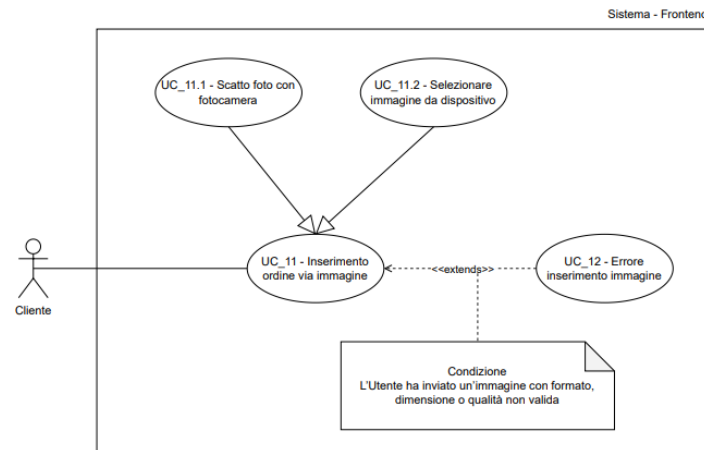 Sistema - Frontend
UC_11.1 - Scatto foto con
fotocamera
UC_11.2 - Selezionare
immagine da dispositivo
UC_11 - Inserimento
ordine via immagine
<<extends>>
UC_12 - Errore
inserimento immagine
Cliente
Condizione
L'Utente ha inviato un'immagine con formato,
dimensione o qualità non valida